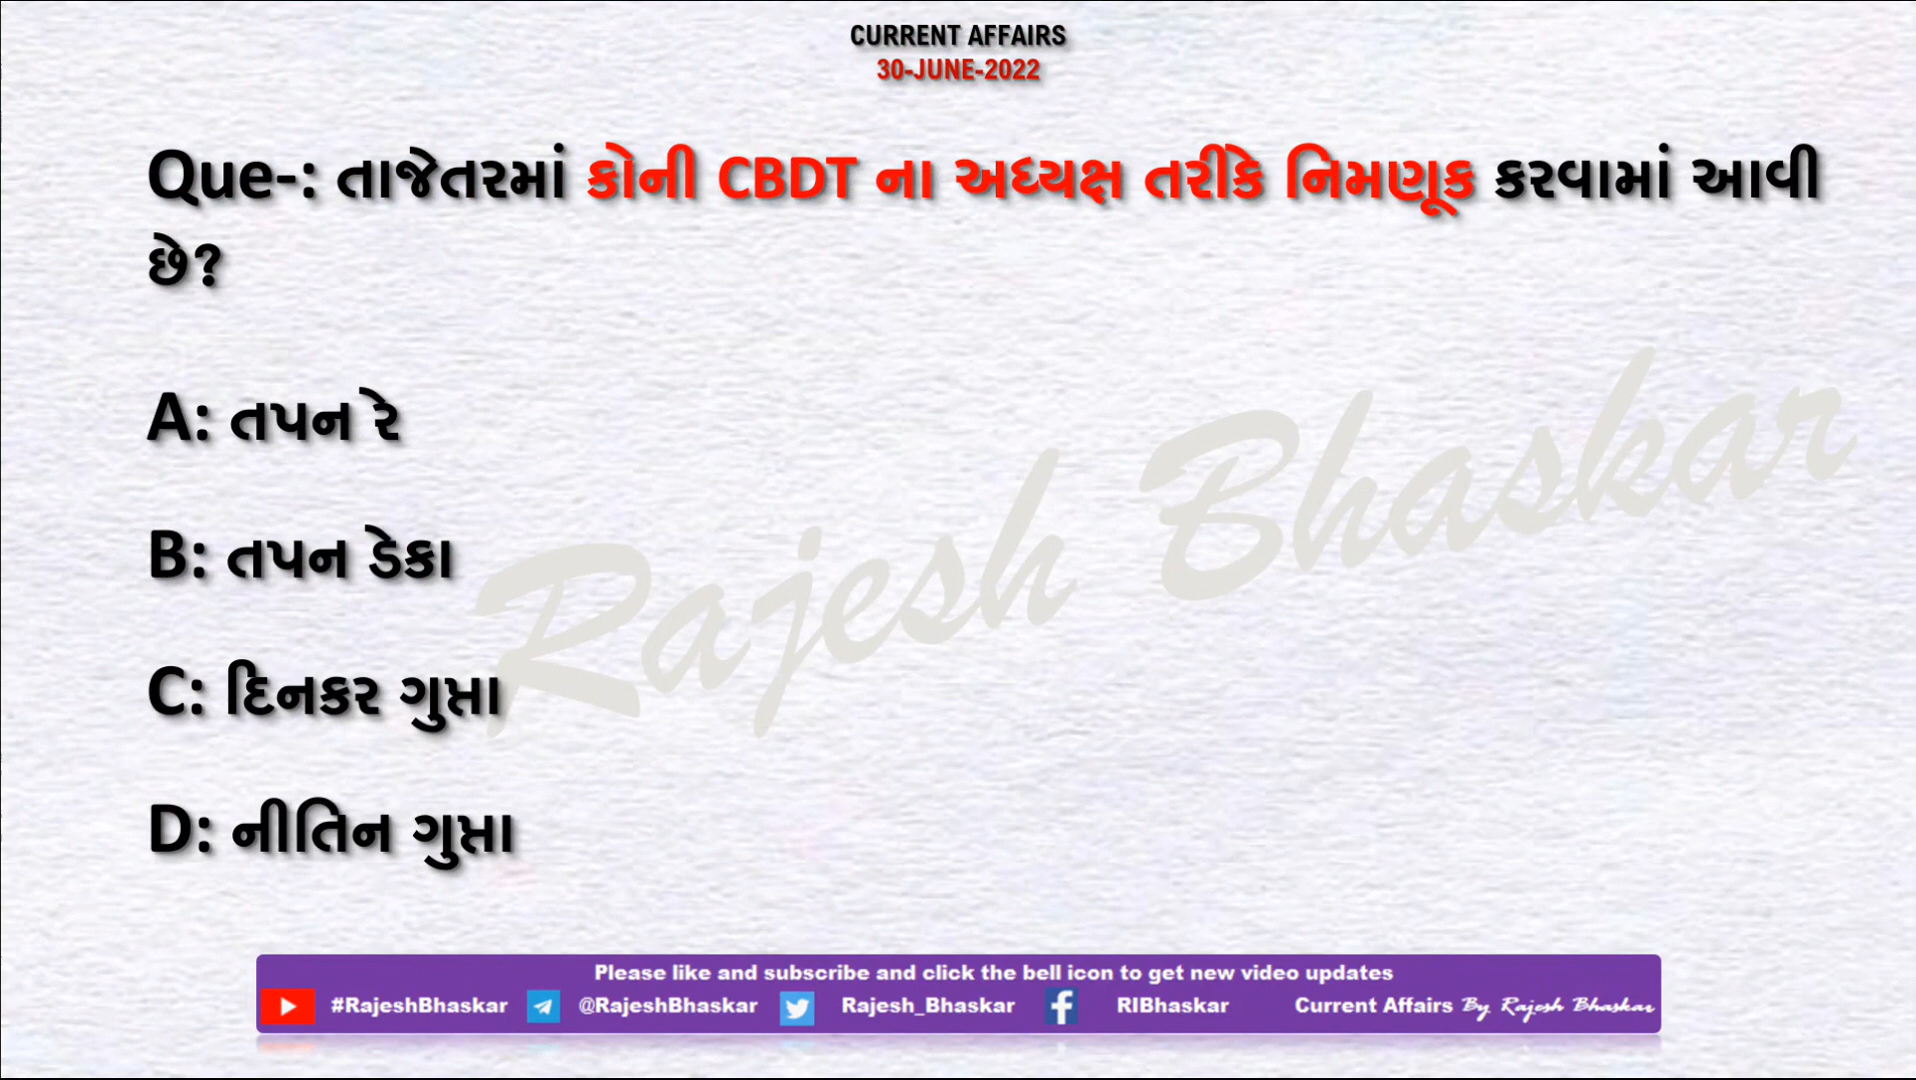 CURRENT AFFAIRS
30-JUNE-2022
Que-: તાજેતરમાં કોની CBDT ના અધ્યક્ષ તરીકે નિમણૂક કરવામાં આવી
છે?
A: તપન રે
B: તપન ડેકા
C: દિનકર ગુપ્તા
D: નીતિન ગુપ્તા
Rajesh Bhaskar
Please like and subscribe and click the bell icon to get new video updates
#RajeshBhaskar @RajeshBhaskar Rajesh_Bhaskar RIBhaskar Current Affairs By Rajesh Bhaskar